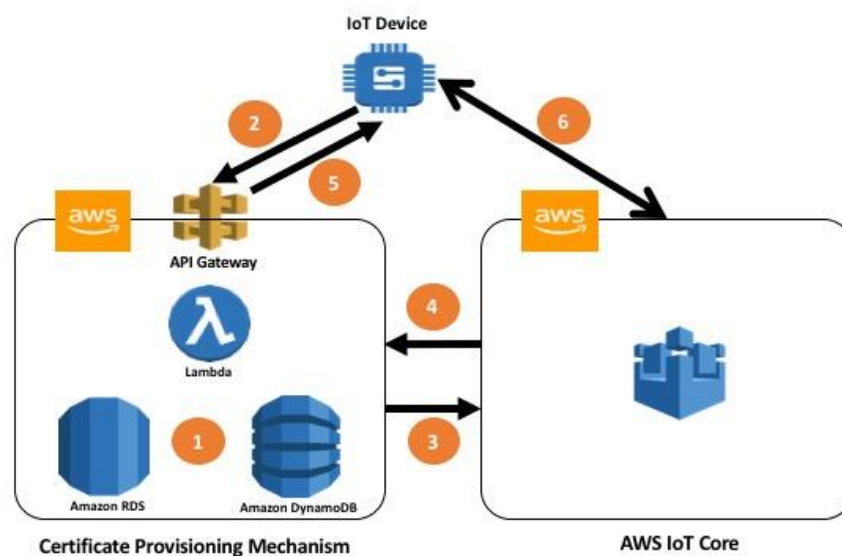 IoT Device
2
6
5
aws
aws
API Gateway
4
Lambda
1
3
Amazon RDS
Amazon DynamoDB
Certificate Provisioning Mechanism
AWS IoT Core